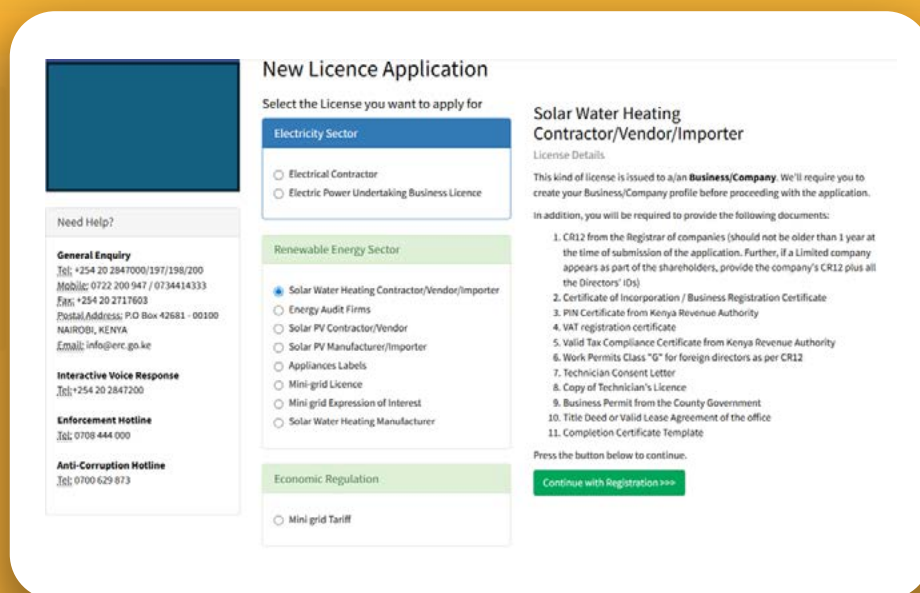 New Licence Application
Select the License you want to apply for
Electricity Sector
Electrical Contractor
Electric Power Undertaking Business Licence
Renewable Energy Sector
Solar Water Heating Contractor/Vendor/Importer
Energy Audit Firms
Solar PV Contractor/Vendor
Solar PV Manufacturer/Importer
Appliances Labels
Mini-grid Licence
Mini grid Expression of Interest
Solar Water Heating Manufacturer
Economic Regulation
Mini grid Tariff
Need Help?
General Enquiry
Tel: +254 20 2847000/197/198/200
Mobile: 0722 200 947 / 0734414333
Fax: +254 20 2717603
Postal Address: P.O Box 42681 - 00100
NAIROBI, KENYA
Email: info@erc.go.ke
Interactive Voice Response
Tel:+254 20 2847200
Enforcement Hotline
Tel: 0708 444 000
Anti-Corruption Hotline
Tel: 0700 629 873
Solar Water Heating
Contractor/Vendor/Importer
License Details
This kind of license is issued to a/an Business/Company. We'll require you to
create your Business/Company profile before proceeding with the application.
In addition, you will be required to provide the following documents:
1. CR12 from the Registrar of companies (should not be older than 1 year at
the time of submission of the application. Further, if a Limited company
appears as part of the shareholders, provide the company's CR12 plus all
the Directors' IDs)
2. Certificate of Incorporation / Business Registration Certificate
3. PIN Certificate from Kenya Revenue Authority
4. VAT registration certificate
5. Valid Tax Compliance Certificate from Kenya Revenue Authority
6. Work Permits Class "G" for foreign directors as per CR12
7. Technician Consent Letter
8. Copy of Technician's Licence
9. Business Permit from the County Government
10. Title Deed or Valid Lease Agreement of the office
11. Completion Certificate Template
Press the button below to continue.
Continue with Registration >>>